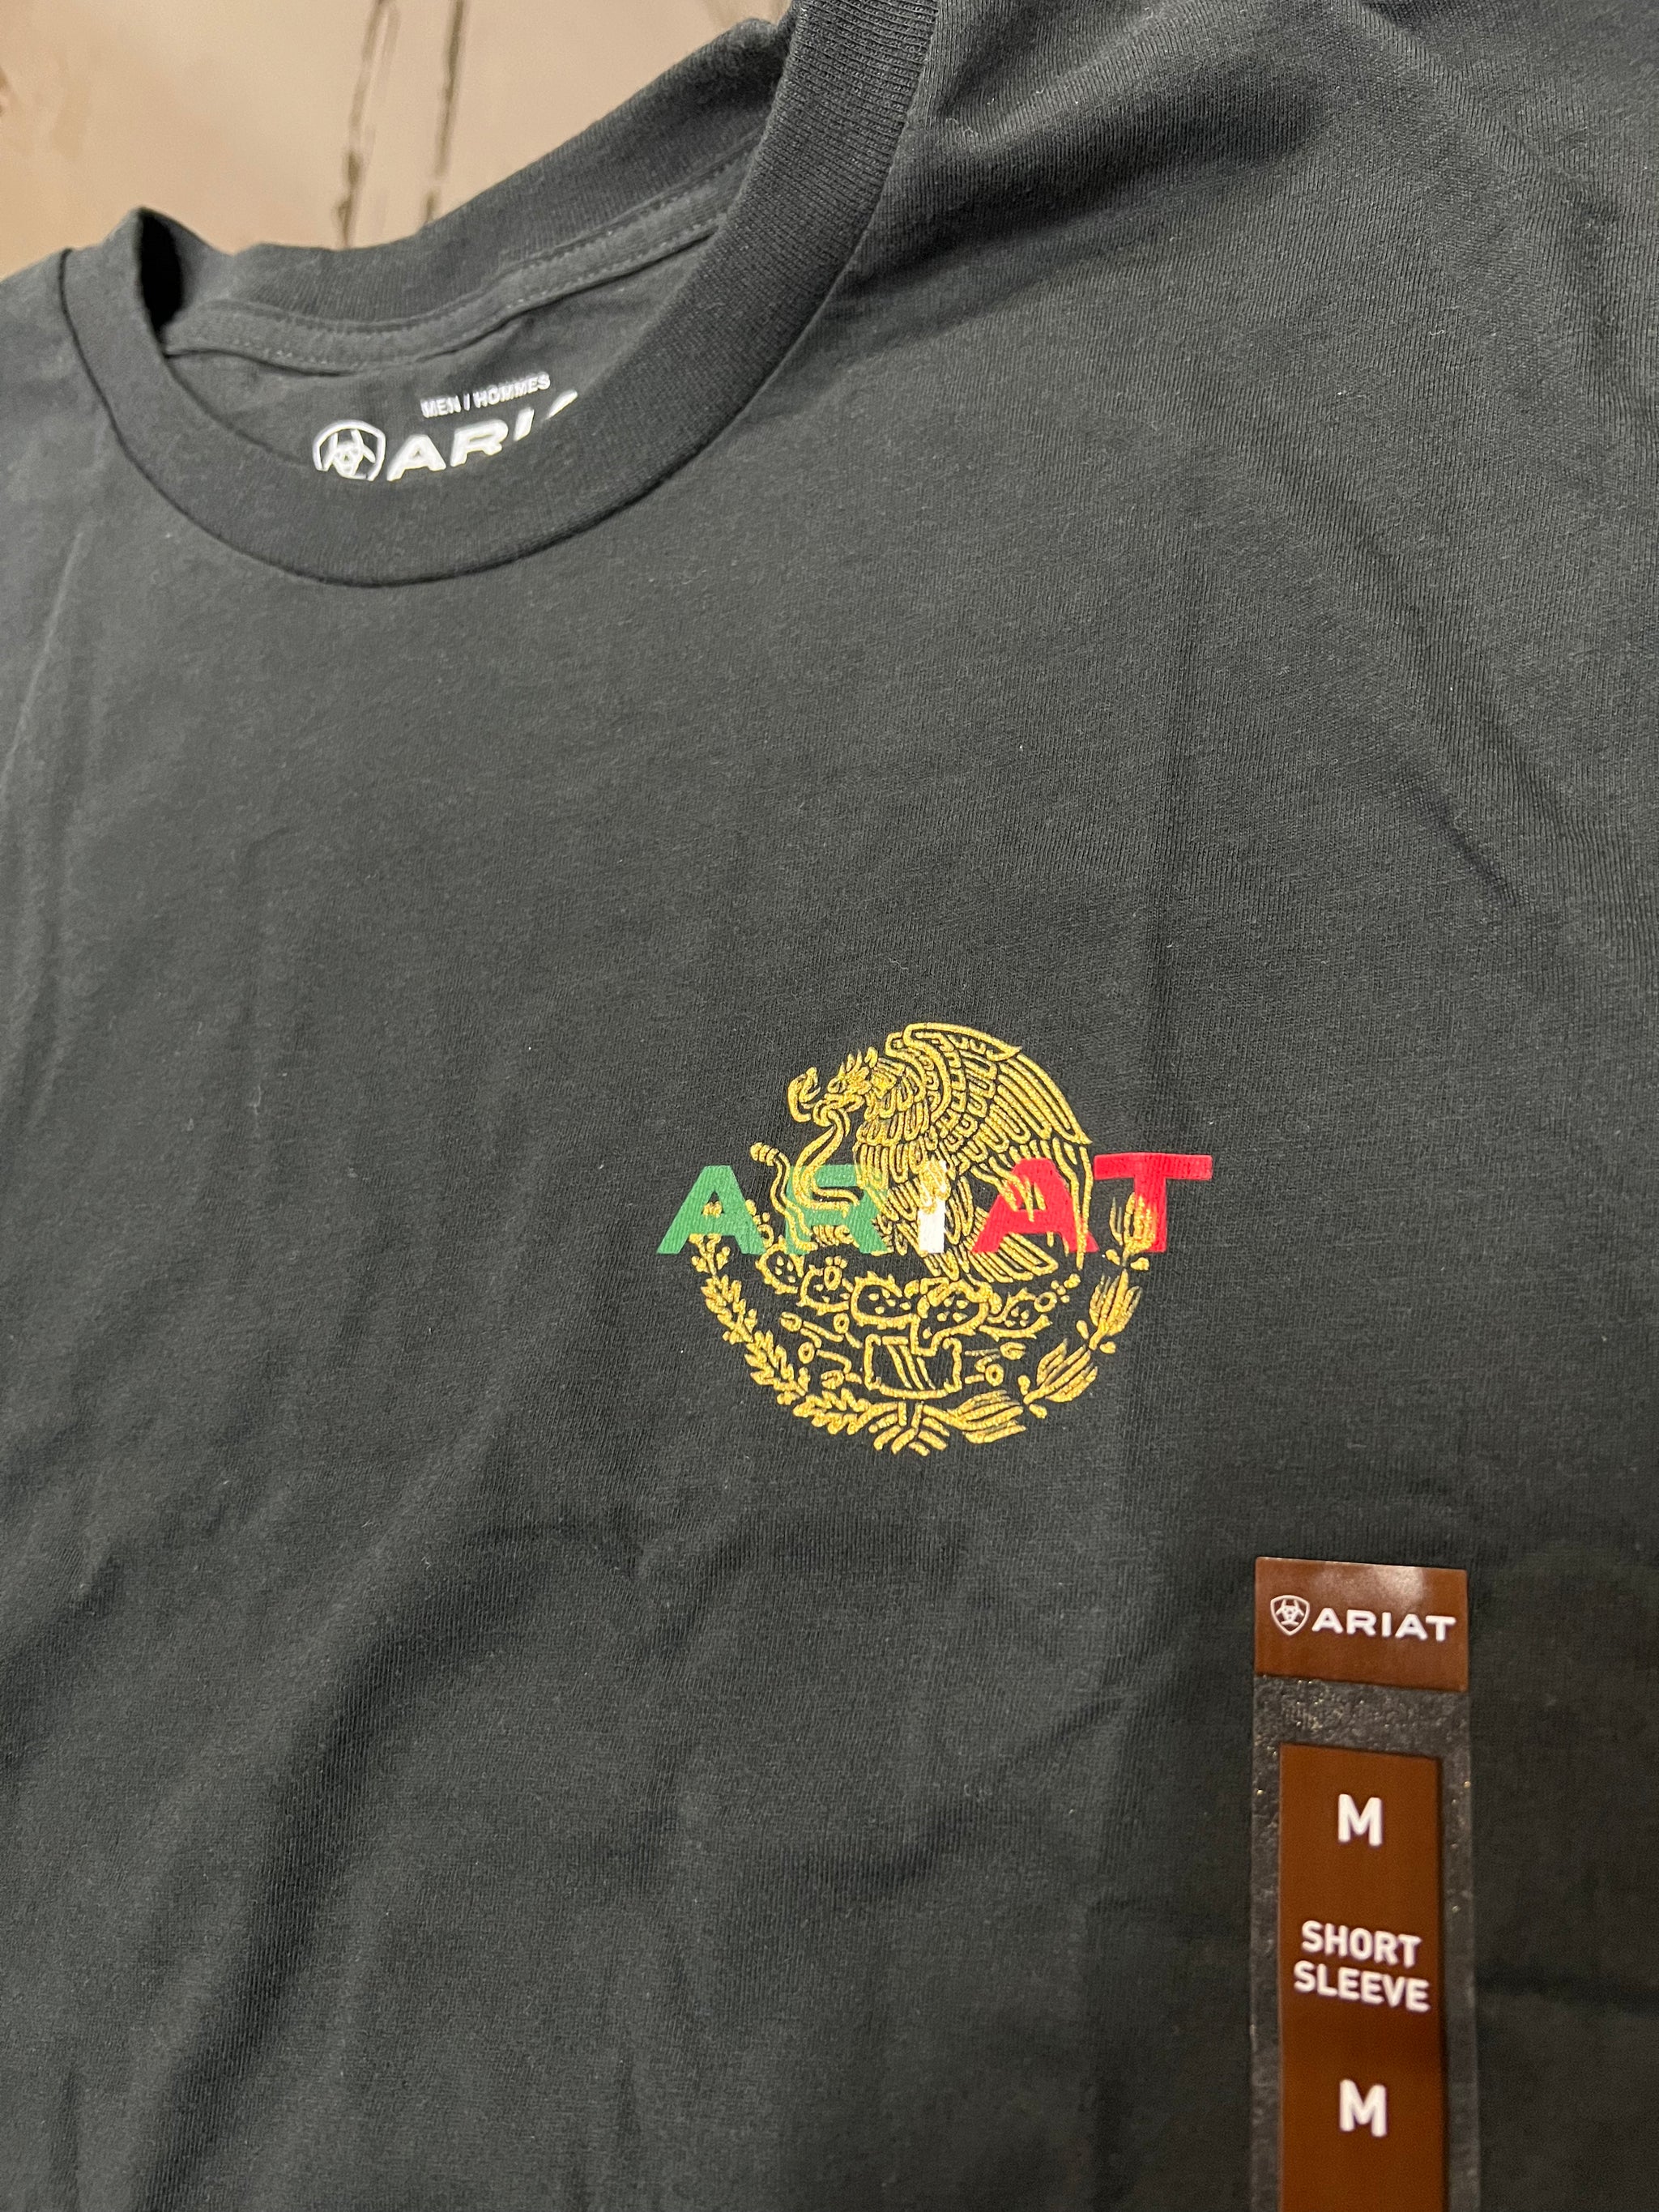 MEN / HOMMES
ARIAT
ARIAT
ARIAT
M
SHORT
SLEEVE
M